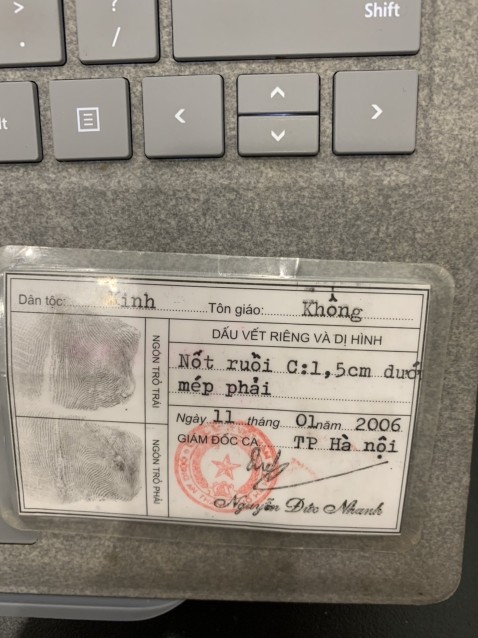 >
.
?
/
Shift
lt
Dân tộc: Kinh Tôn giáo: Không
DẤU VẾT RIÊNG VÀ DỊ HÌNH
NGÓN TRỎ TRÁI
Nốt ruồi C:1,5cm dưới
mép phải
Ngày 11 tháng 01 năm 2006
GIÁM ĐỐC CA TP Hà nội
NGÓN TRỎ PHẢI
Nguyễn Đức Nhanh